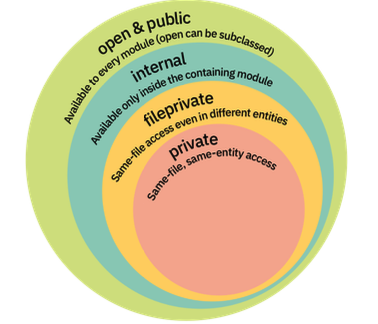 open & public
Available to every module (open can be subclassed)
internal
Available only inside the containing module
fileprivate
Same-file access even in different entities
private
Same-file, same-entity access